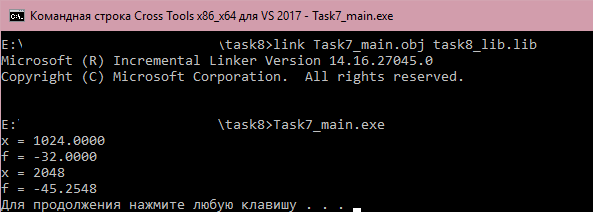 Командная строка Cross Tools x86_x64 для VS 2017 - Task7_main.exe
E:\ \task8>link Task7_main.obj task8_lib.lib
Microsoft (R) Incremental Linker Version 14.16.27045.0
Copyright (C) Microsoft Corporation.  All rights reserved.
E:\ \task8>Task7_main.exe
x = 1024.0000
f = -32.0000
x = 2048
f = -45.2548
Для продолжения нажмите любую клавишу . . .